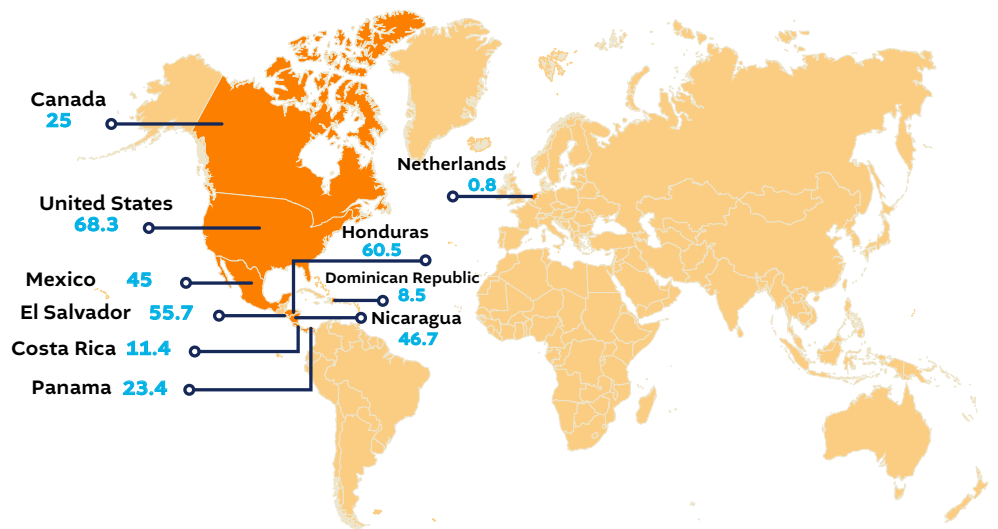 Canada
25
Netherlands
0.8
United States
68.3
Honduras
60.5
Mexico 45
Dominican Republic
8.5
El Salvador 55.7
Nicaragua
46.7
Costa Rica 11.4
Panama 23.4